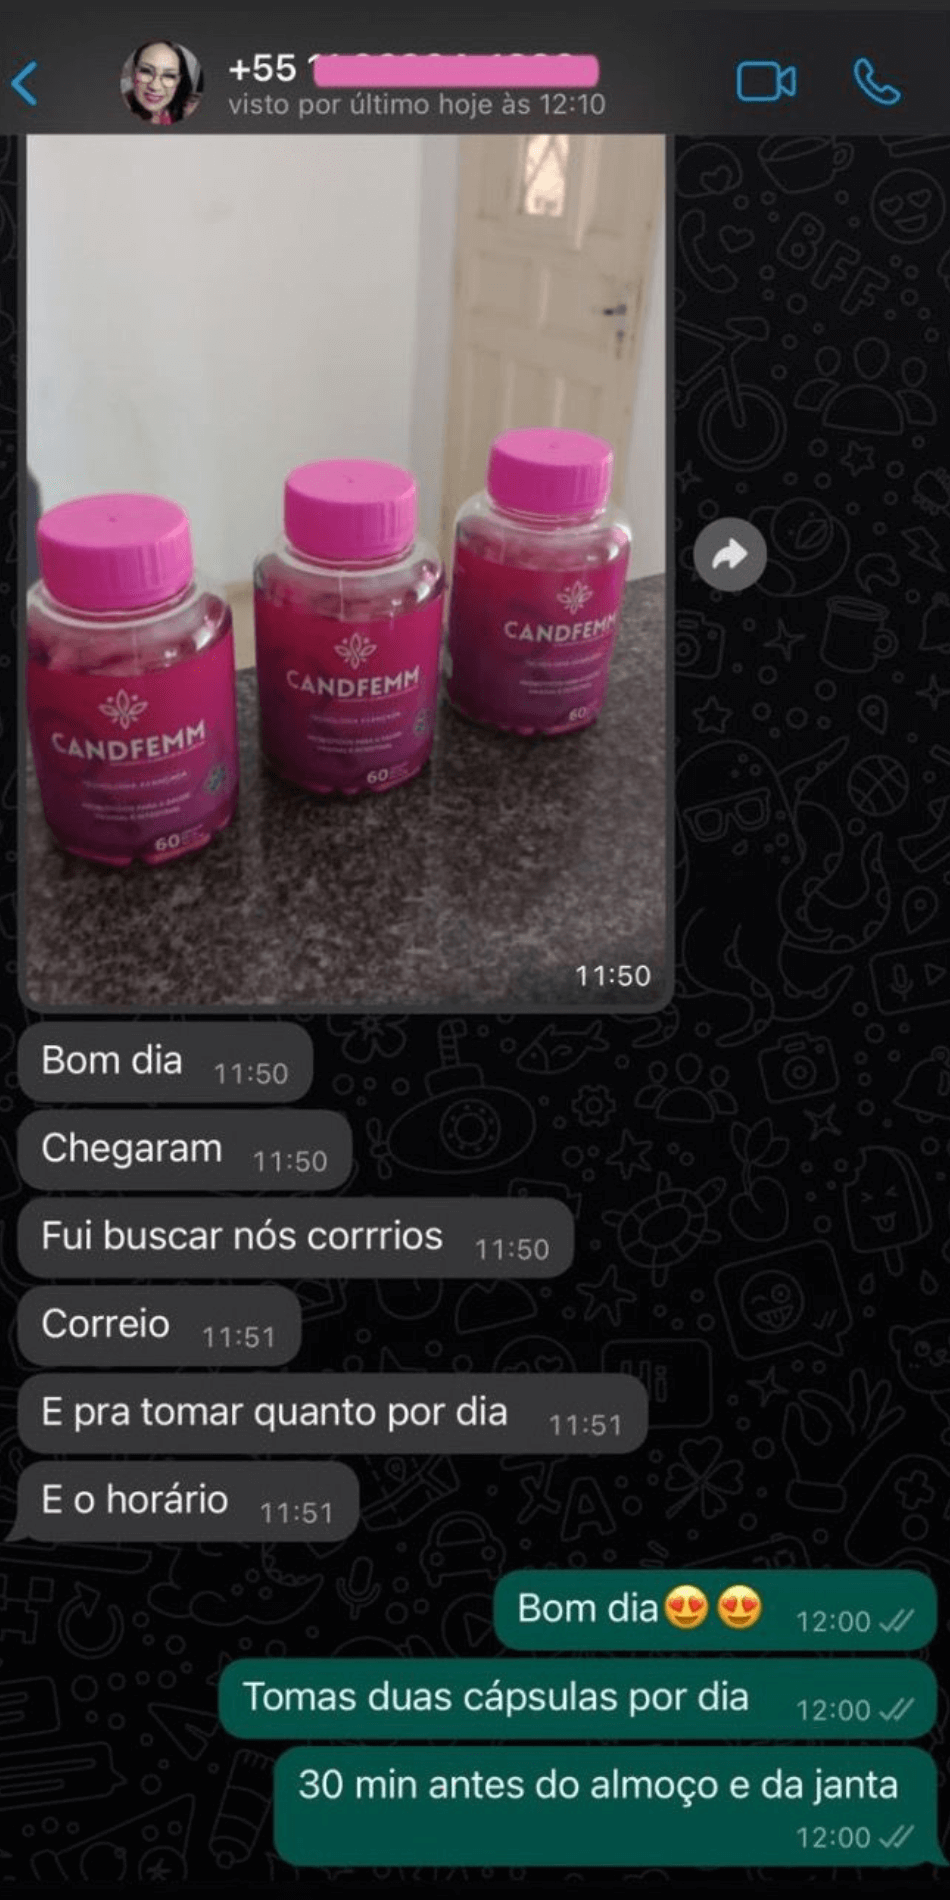 +55
visto por último hoje às 12:10
CANDFEMM
60
CANDFEMM
60
CANDFEMM
60
11:50
Bom dia 11:50
Chegaram 11:50
Fui buscar nós corrrios 11:50
Correio 11:51
E pra tomar quanto por dia 11:51
E o horário 11:51
Bom dia😍😍 12:00
Tomas duas cápsulas por dia 12:00
30 min antes do almoço e da janta
12:00